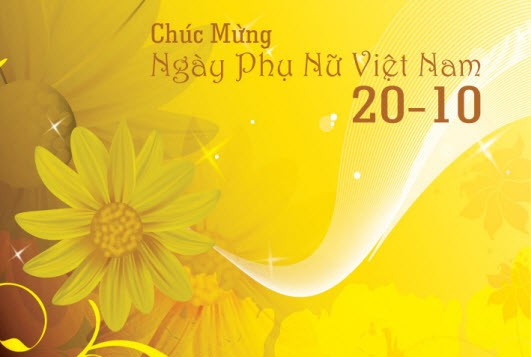 Chúc Mừng
Ngày Phụ Nữ Việt Nam
20-10